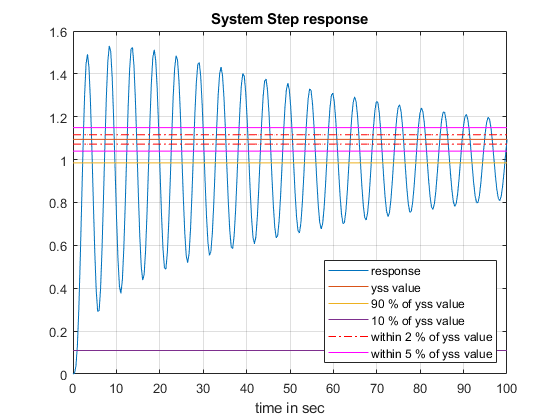 System Step response
1.6
1.4
1.2
1
0.8
0.6
0.4
0.2
0
response
yss value
90 % of yss value
10 % of yss value
within 2 % of yss value
within 5 % of yss value
0 10 20 30 40 50 60 70 80 90 100
time in sec